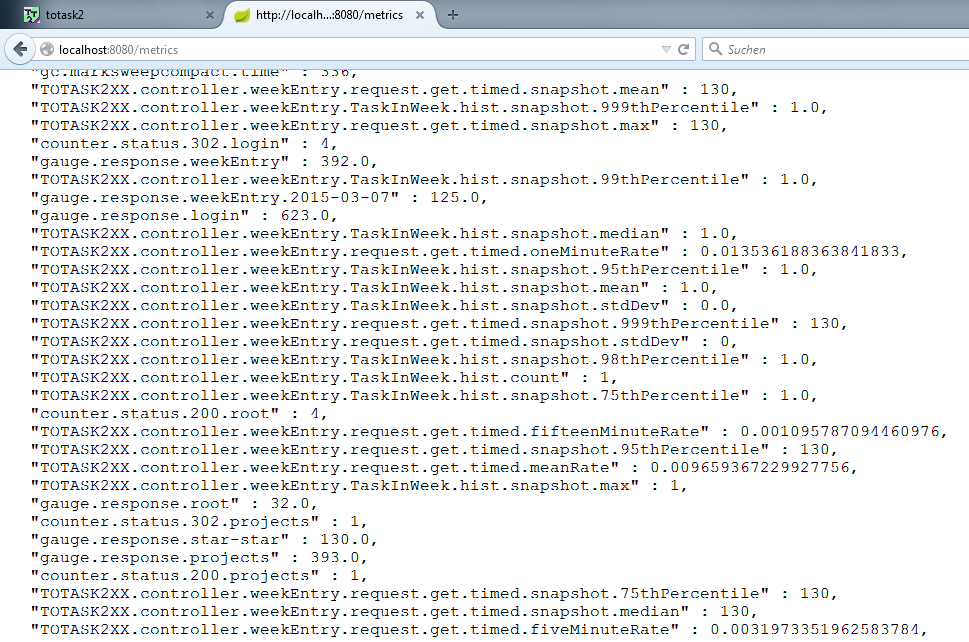 totask2 × http://localh...:8080/metrics × +
localhost:8080/metrics Suchen
"gc.marksweepcompact.time" : 336,
"TOTASK2XX.controller.weekEntry.request.get.timed.snapshot.mean" : 130,
"TOTASK2XX.controller.weekEntry.TaskInWeek.hist.snapshot.999thPercentile" : 1.0,
"TOTASK2XX.controller.weekEntry.request.get.timed.snapshot.max" : 130,
"counter.status.302.login" : 4,
"gauge.response.weekEntry" : 392.0,
"TOTASK2XX.controller.weekEntry.TaskInWeek.hist.snapshot.99thPercentile" : 1.0,
"gauge.response.weekEntry.2015-03-07" : 125.0,
"gauge.response.login" : 623.0,
"TOTASK2XX.controller.weekEntry.TaskInWeek.hist.snapshot.median" : 1.0,
"TOTASK2XX.controller.weekEntry.request.get.timed.oneMinuteRate" : 0.013536188363841833,
"TOTASK2XX.controller.weekEntry.TaskInWeek.hist.snapshot.95thPercentile" : 1.0,
"TOTASK2XX.controller.weekEntry.TaskInWeek.hist.snapshot.mean" : 1.0,
"TOTASK2XX.controller.weekEntry.TaskInWeek.hist.snapshot.stdDev" : 0.0,
"TOTASK2XX.controller.weekEntry.request.get.timed.snapshot.999thPercentile" : 130,
"TOTASK2XX.controller.weekEntry.request.get.timed.snapshot.stdDev" : 0,
"TOTASK2XX.controller.weekEntry.TaskInWeek.hist.snapshot.98thPercentile" : 1.0,
"TOTASK2XX.controller.weekEntry.TaskInWeek.hist.count" : 1,
"TOTASK2XX.controller.weekEntry.TaskInWeek.hist.snapshot.75thPercentile" : 1.0,
"counter.status.200.root" : 4,
"TOTASK2XX.controller.weekEntry.request.get.timed.fifteenMinuteRate" : 0.001095787094460976,
"TOTASK2XX.controller.weekEntry.request.get.timed.snapshot.95thPercentile" : 130,
"TOTASK2XX.controller.weekEntry.request.get.timed.meanRate" : 0.009659367229927756,
"TOTASK2XX.controller.weekEntry.TaskInWeek.hist.snapshot.max" : 1,
"gauge.response.root" : 32.0,
"counter.status.302.projects" : 1,
"gauge.response.star-star" : 130.0,
"gauge.response.projects" : 393.0,
"counter.status.200.projects" : 1,
"TOTASK2XX.controller.weekEntry.request.get.timed.snapshot.75thPercentile" : 130,
"TOTASK2XX.controller.weekEntry.request.get.timed.snapshot.median" : 130,
"TOTASK2XX.controller.weekEntry.request.get.timed.fiveMinuteRate" : 0.0031973351962583784,